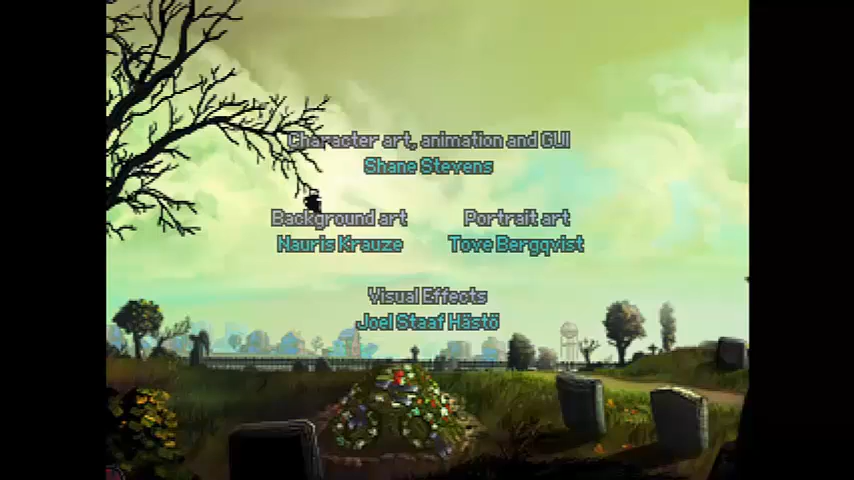 Character art, animation and GUI
Shane Stevens
Background art
Portrait art
Nauris Krauze
Tove Bergqvist
Visual Effects
Joel Staaf Hästö